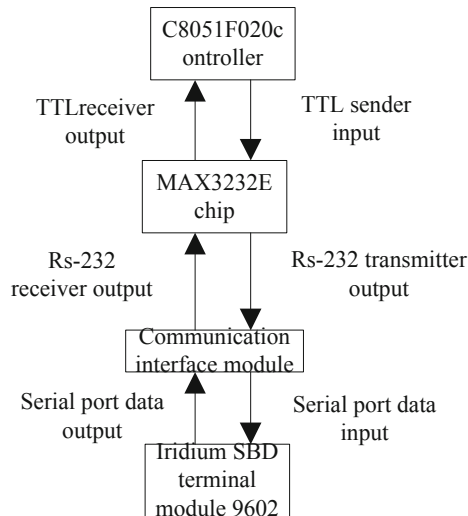 C8051F020c
ontroller
TTLreceiver
output
TTL sender
input
MAX3232E
chip
Rs-232
receiver output
Rs-232 transmitter
output
Communication
interface module
Serial port data
output
Serial port data
input
Iridium SBD
terminal
module 9602